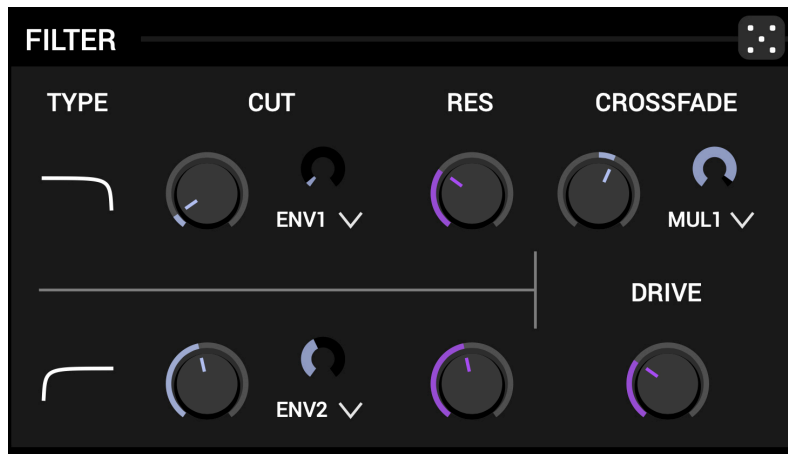 FILTER
TYPE CUT RES CROSSFADE
ENV1 MUL1
DRIVE
ENV2